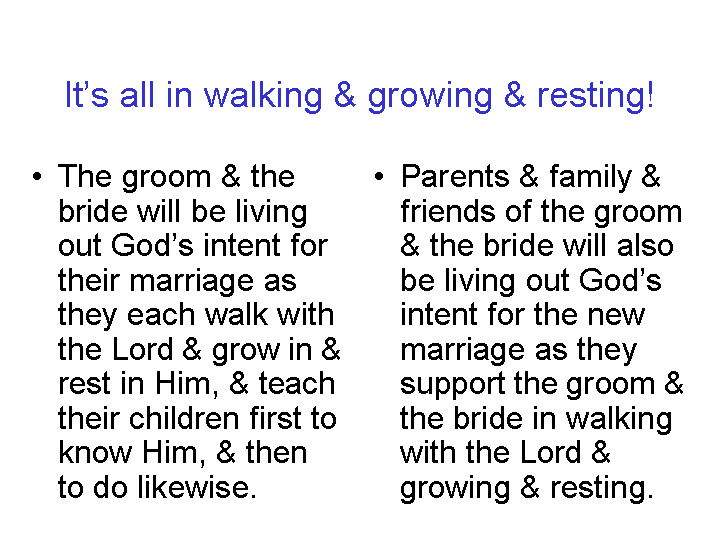 It’s all in walking & growing & resting!
• The groom & the
bride will be living
out God’s intent for
their marriage as
they each walk with
the Lord & grow in &
rest in Him, & teach
their children first to
know Him, & then
to do likewise.
• Parents & family &
friends of the groom
& the bride will also
be living out God’s
intent for the new
marriage as they
support the groom &
the bride in walking
with the Lord &
growing & resting.